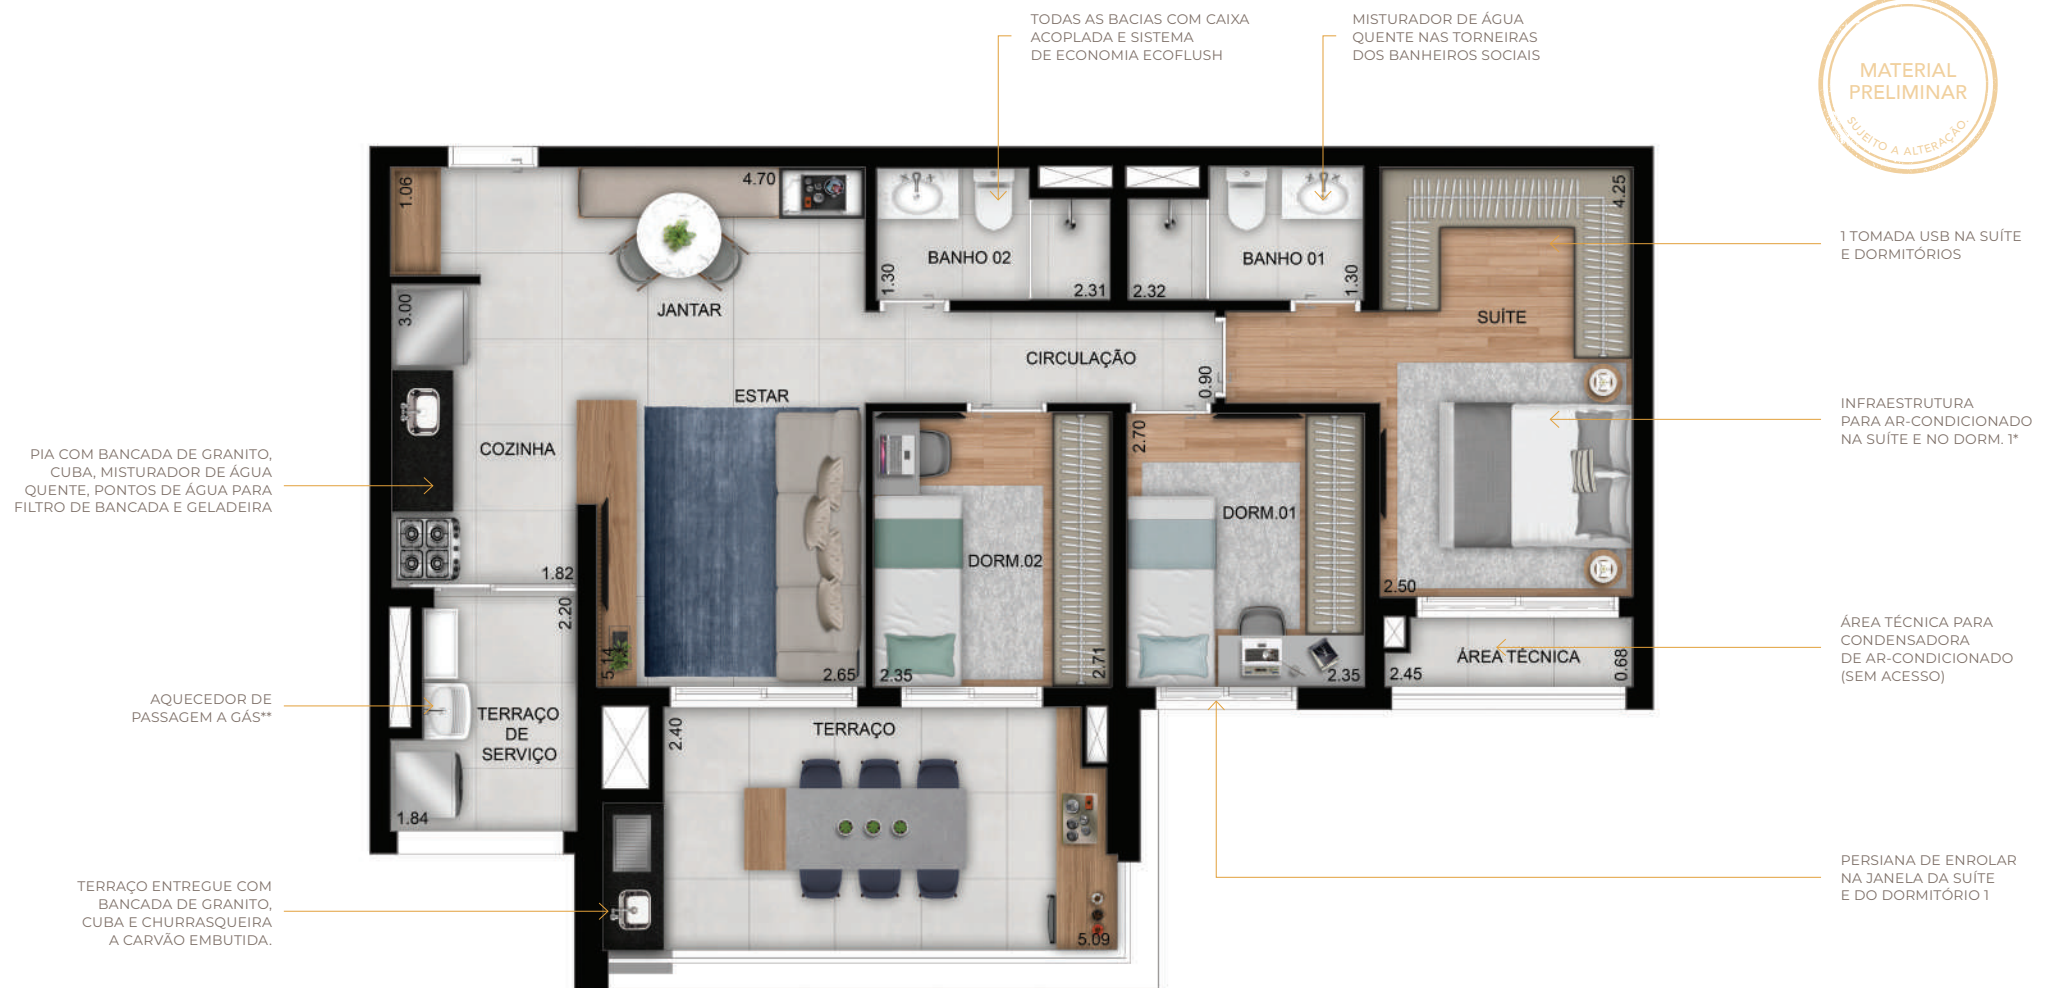 TODAS AS BACIAS COM CAIXA
ACOPLADA E SISTEMA
DE ECONOMIA ECOFLUSH
MISTURADOR DE ÁGUA
QUENTE NAS TORNEIRAS
DOS BANHEIROS SOCIAIS
MATERIAL
PRELIMINAR
SUJEITO A ALTERAÇÃO.
1.06
4.70
4.25
BANHO 02
1.30
2.31
BANHO 01
2.32
1.30
1 TOMADA USB NA SUÍTE
E DORMITÓRIOS
3.00
JANTAR
SUÍTE
CIRCULAÇÃO
0.90
ESTAR
INFRAESTRUTURA
PARA AR-CONDICIONADO
NA SUÍTE E NO DORM. 1*
COZINHA
2.70
PIA COM BANCADA DE GRANITO,
CUBA, MISTURADOR DE ÁGUA
QUENTE, PONTOS DE ÁGUA PARA
FILTRO DE BANCADA E GELADEIRA
DORM.01
DORM.02
1.82
2.50
2.20
ÁREA TÉCNICA PARA
CONDENSADORA
DE AR-CONDICIONADO
(SEM ACESSO)
5.14
2.65
2.35
2.71
2.35
ÁREA TÉCNICA
2.45
0.68
AQUECEDOR DE
PASSAGEM A GÁS**
TERRAÇO
DE
SERVIÇO
2.40
TERRAÇO
1.84
PERSIANA DE ENROLAR
NA JANELA DA SUÍTE
E DO DORMITÓRIO 1
TERRAÇO ENTREGUE COM
BANCADA DE GRANITO,
CUBA E CHURRASQUEIRA
A CARVÃO EMBUTIDA.
5.09